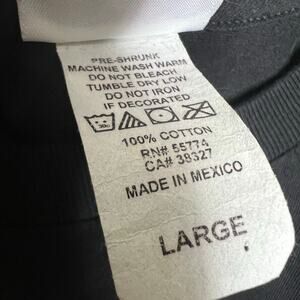 PRE-SHRUNK
MACHINE WASH WARM
DO NOT BLEACH
TUMBLE DRY LOW
DO NOT IRON
IF DECORATED
100% COTTON
RN# 55774
CA# 38327
MADE IN MEXICO
LARGE